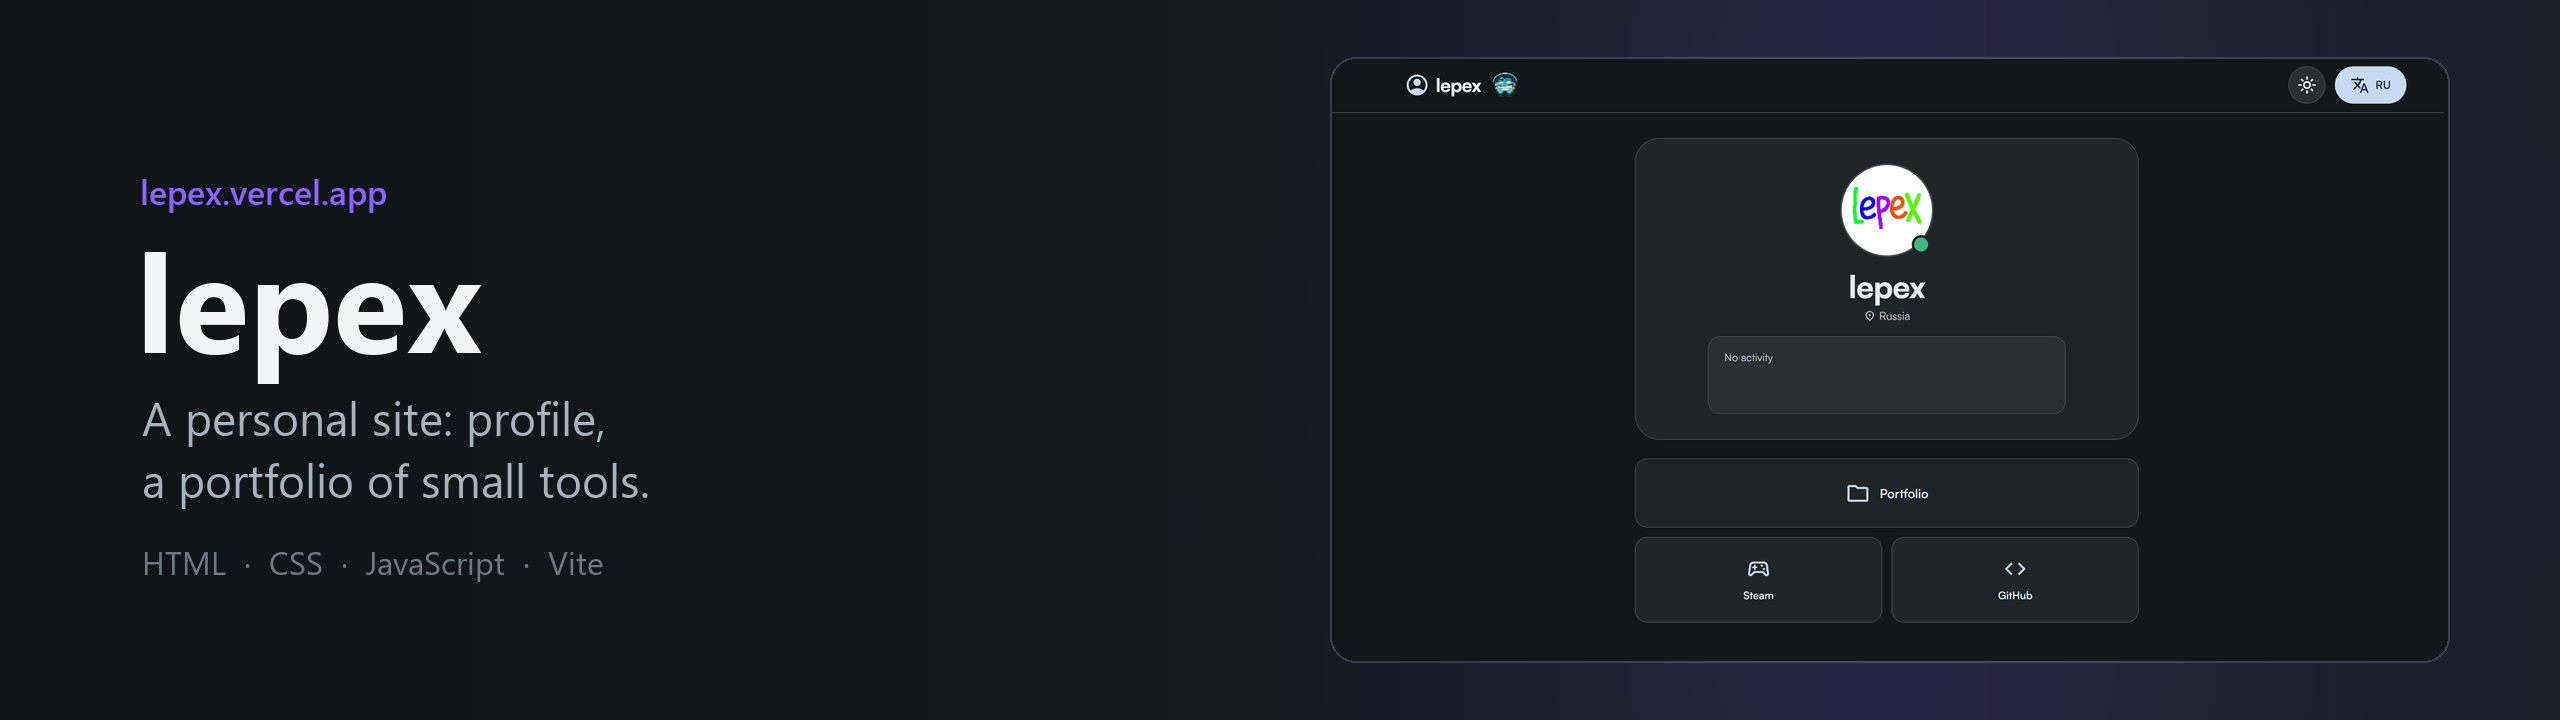 lepex.vercel.app
lepex
A personal site: profile,
a portfolio of small tools.
HTML · CSS · JavaScript · Vite
lepex
RU
Lepex
lepex
Russia
No activity
Portfolio
Steam
GitHub